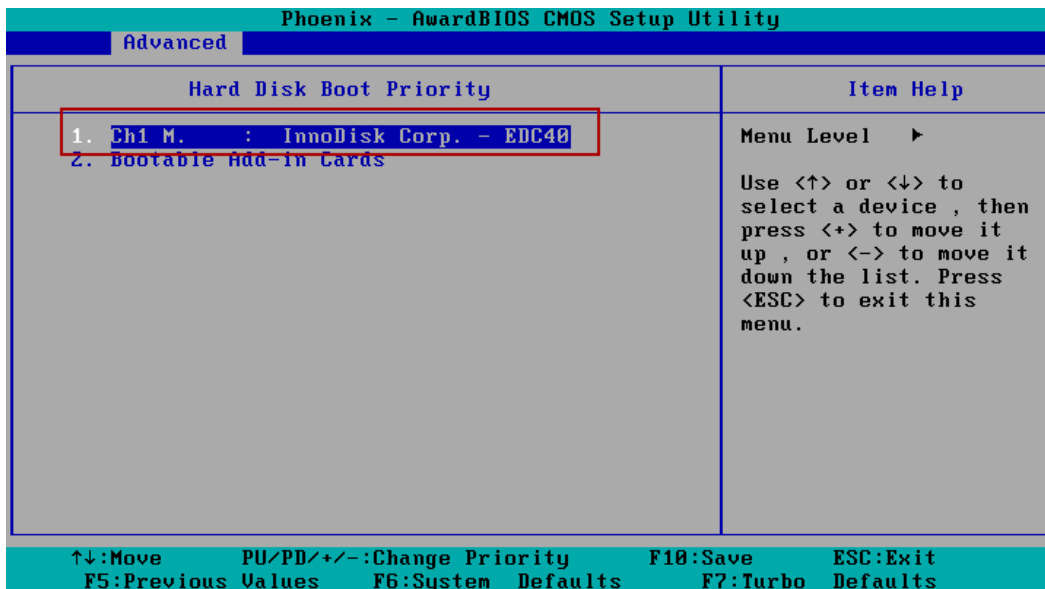 Phoenix - AwardBIOS CMOS Setup Utility
Advanced
Hard Disk Boot Priority
1. Ch1 M. : InnoDisk Corp. - EDC40
2. Bootable Add-in Cards
Item Help
Menu Level ▶
Use <↑> or <↓> to
select a device , then
press <+> to move it
up , or <-> to move it
down the list. Press
<ESC> to exit this
menu.
↑↓:Move PU/PD/+/-:Change Priority F10:Save ESC:Exit
F5:Previous Values F6:System Defaults F7:Turbo Defaults